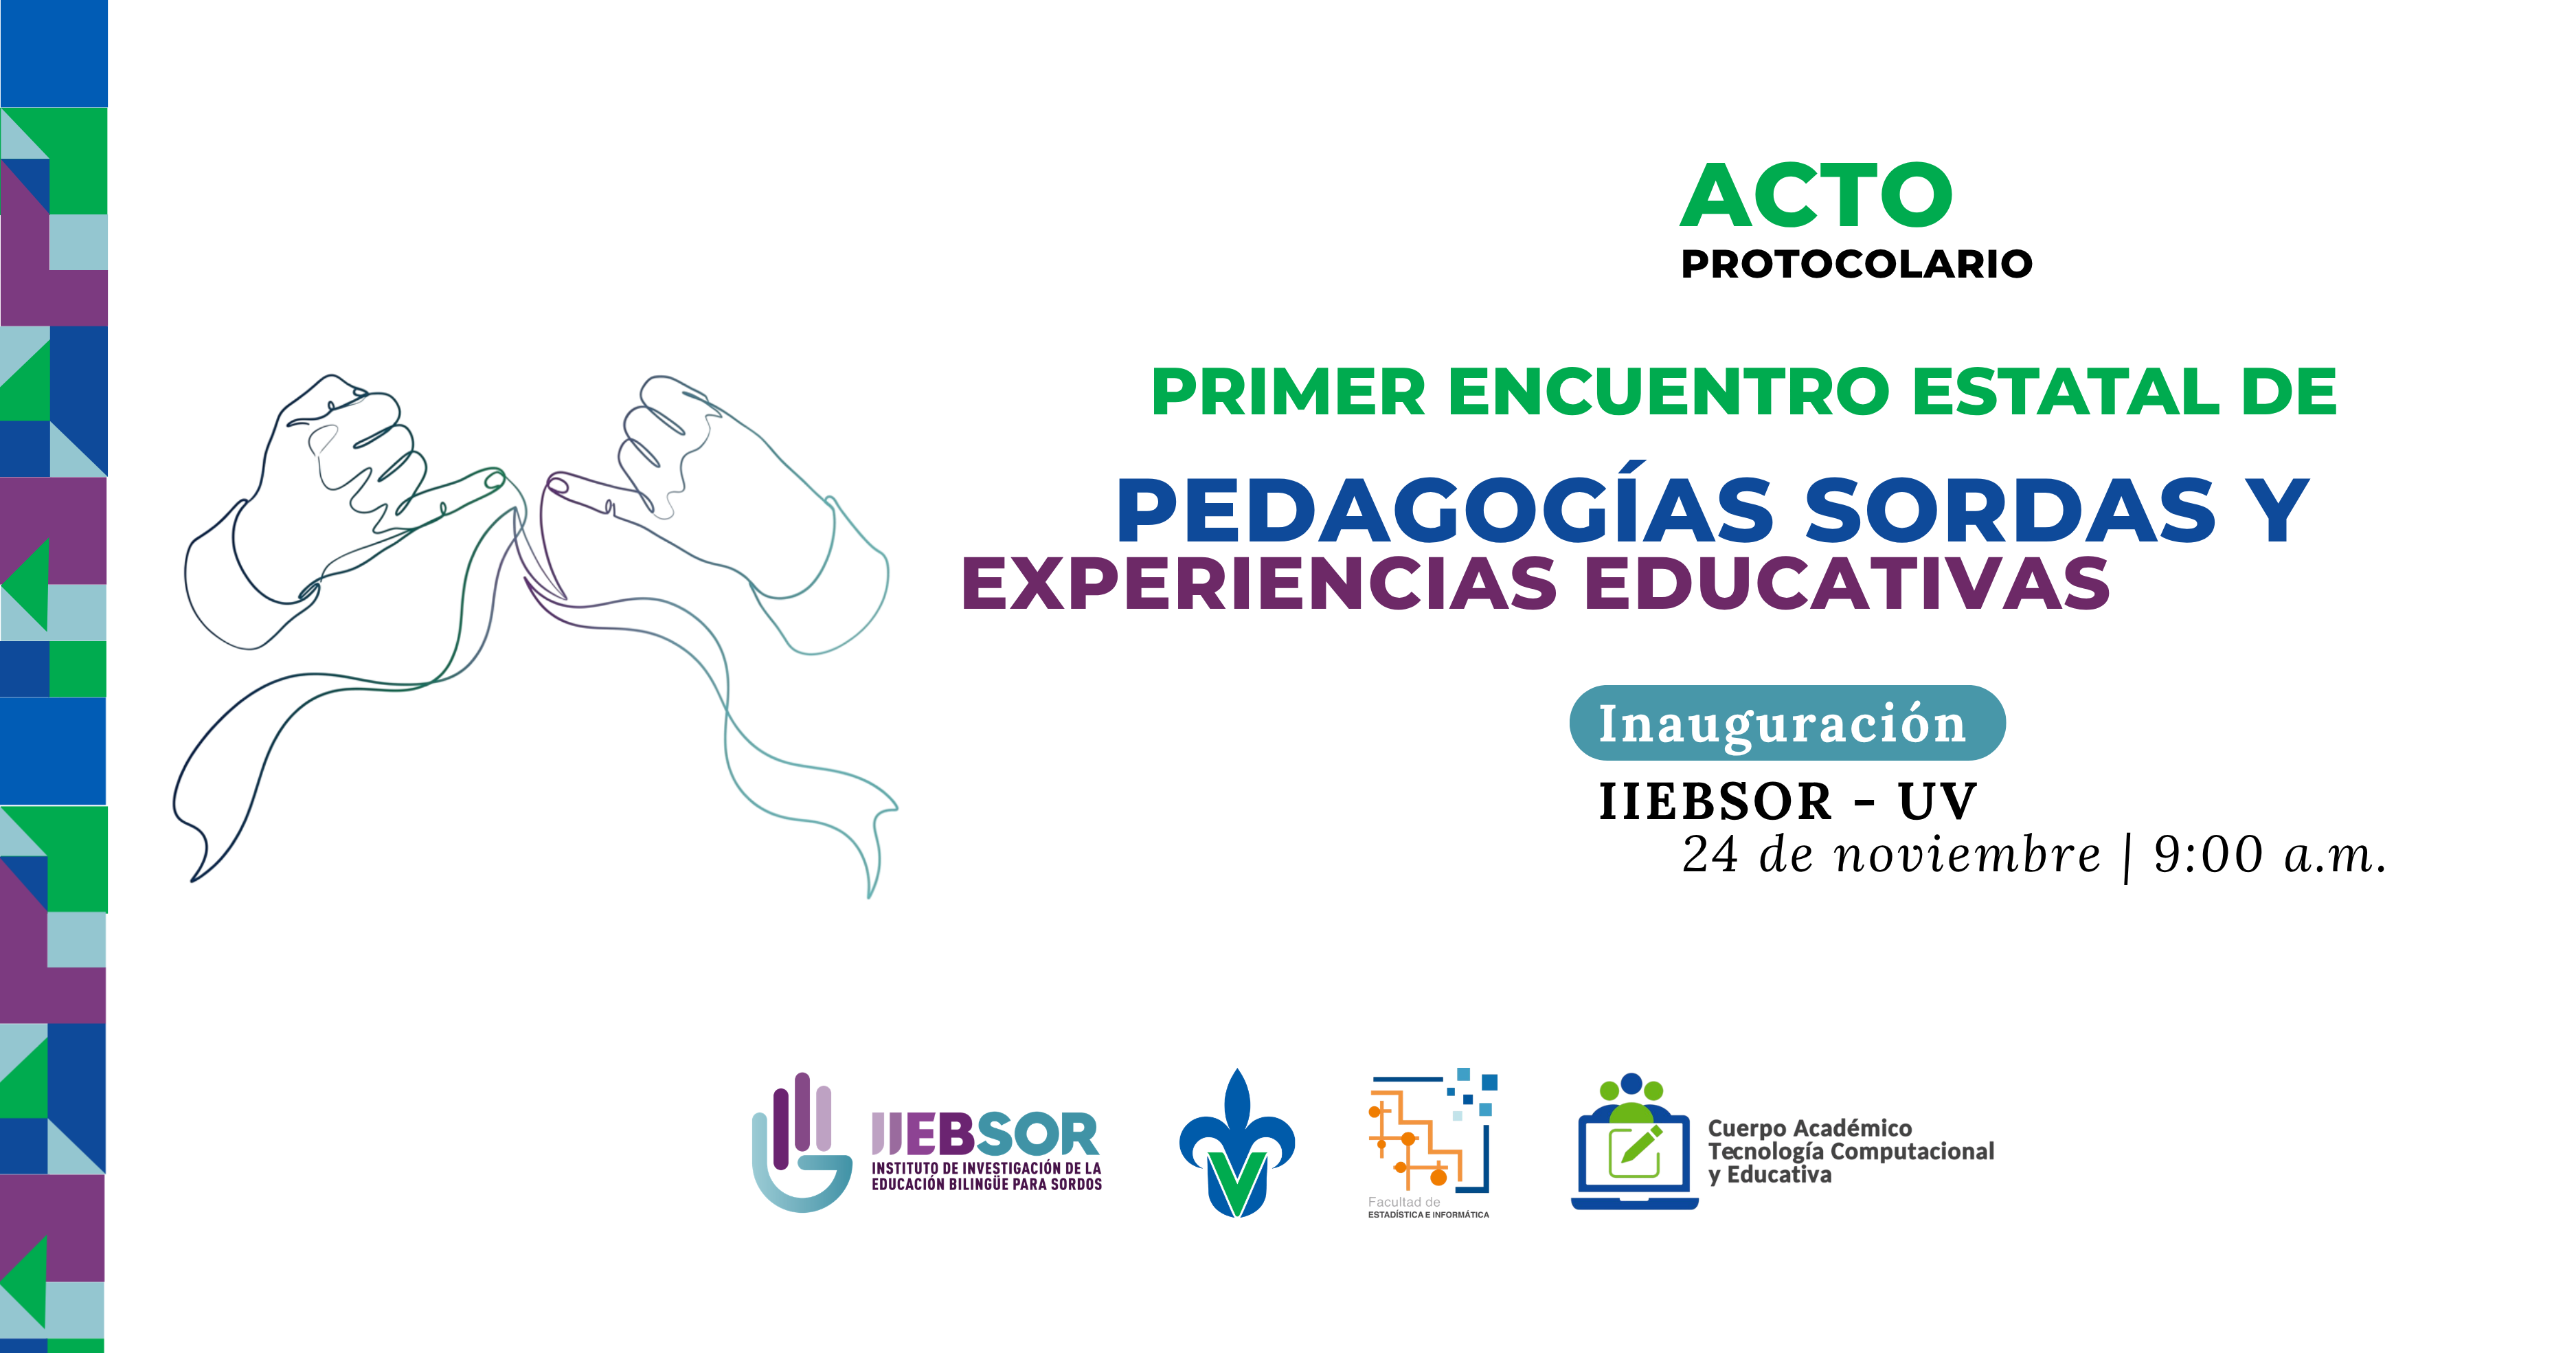 ACTO
PROTOCOLARIO
PRIMER ENCUENTRO ESTATAL DE
PEDAGOGÍAS SORDAS Y
EXPERIENCIAS EDUCATIVAS
Inauguración
IIEBSOR - UV
24 de noviembre | 9:00 a.m.
IIEBSOR
INSTITUTO DE INVESTIGACIÓN DE LA
EDUCACIÓN BILINGÜE PARA SORDOS
V
Facultad de
ESTADÍSTICA E INFORMÁTICA
Cuerpo Académico
Tecnología Computacional
y Educativa